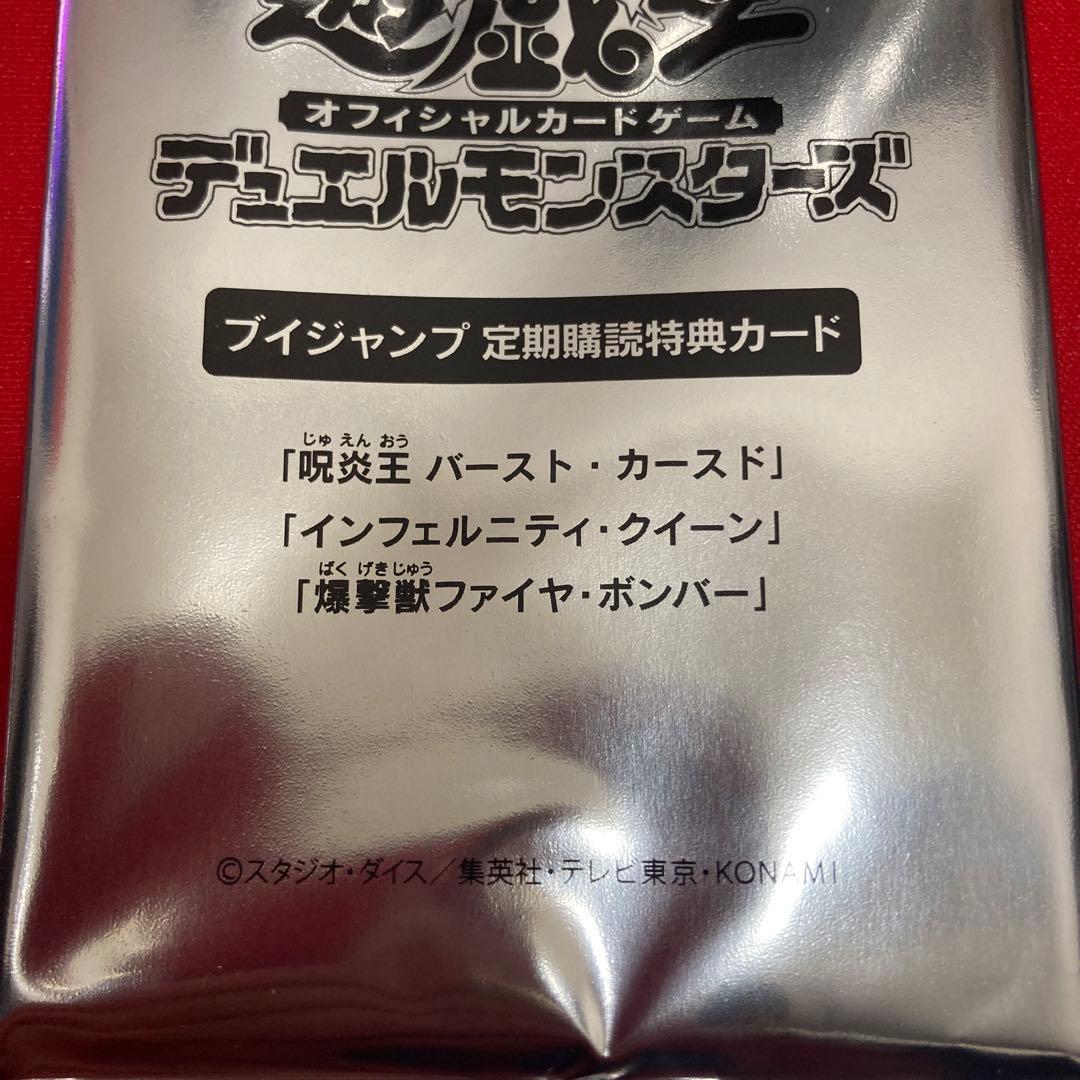 遊戯王
オフィシャルカードゲーム
デュエルモンスターズ
ブイジャンプ 定期購読特典カード
じゅ えん おう
「呪炎王 バースト・カースド」
「インフェルニティ・クイーン」
ばく げき じゅう
「爆撃獣ファイヤ・ボンバー」
©スタジオ・ダイス／集英社・テレビ東京・KONAMI